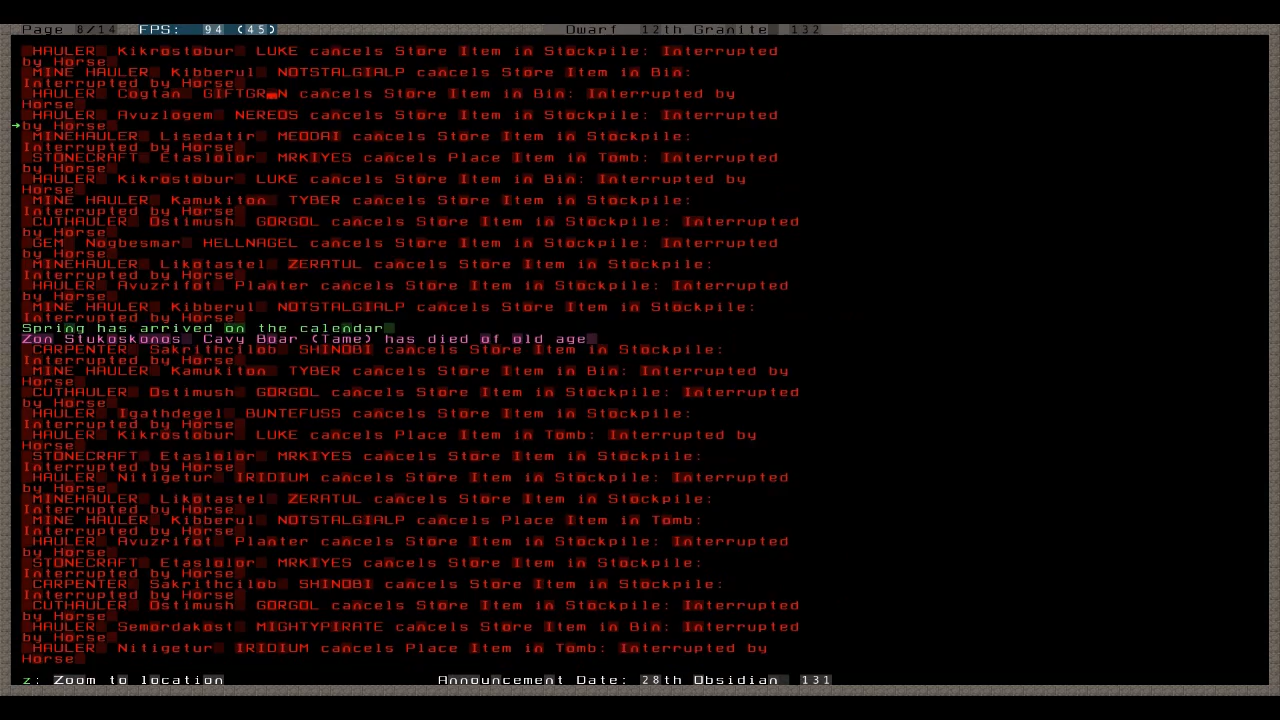 Page 8/14 FPS: 94 (45) Dwarf 12th Granite 132
HAULER Kikrostobur LUKE cancels Store Item in Stockpile: Interrupted
by Horse
MINE HAULER Kibberul NOTSTALGIALP cancels Store Item in Bin:
Interrupted by Horse
HAULER Cogtan cancels Store Item in Bin: Interrupted by
Horse
HAULER Avuzlogem NEREOS cancels Store Item in Stockpile: Interrupted
by Horse
MINEHAULER Lisedatir MEODAI cancels Store Item in Stockpile:
Interrupted by Horse
STONECRAFT Etaslolor MRKIYES cancels Place Item in Tomb: Interrupted
by Horse
HAULER Kikrostobur LUKE cancels Store Item in Bin: Interrupted by
Horse
MINE HAULER Kamukiton TYBER cancels Store Item in Stockpile:
Interrupted by Horse
CUTHAULER Ostimush GORGOL cancels Store Item in Stockpile: Interrupted
by Horse
GEM Nogbesmar HELLNAGEL cancels Store Item in Stockpile: Interrupted
by Horse
MINEHAULER Likotastel ZERATUL cancels Store Item in Stockpile:
Interrupted by Horse
HAULER Avuzrifot Planter cancels Store Item in Stockpile: Interrupted
by Horse
MINE HAULER Kibberul NOTSTALGIALP cancels Store Item in Stockpile:
Interrupted by Horse
Spring has arrived on the calendar
Zon Stukoskonos Cavy Boar (Tame) has died of old age
CARPENTER Sakrithcilob SHINOBI cancels Store Item in Stockpile:
Interrupted by Horse
MINE HAULER Kamukiton TYBER cancels Store Item in Bin: Interrupted by
Horse
CUTHAULER Ostimush GORGOL cancels Store Item in Stockpile: Interrupted
by Horse
HAULER Igathdegel BUNTEFUSS cancels Store Item in Stockpile:
Interrupted by Horse
HAULER Kikrostobur LUKE cancels Place Item in Tomb: Interrupted by
Horse
STONECRAFT Etaslolor MRKIYES cancels Store Item in Stockpile:
Interrupted by Horse
HAULER Nitigetur IRIDIUM cancels Store Item in Stockpile: Interrupted
by Horse
MINEHAULER Likotastel ZERATUL cancels Store Item in Stockpile:
Interrupted by Horse
MINE HAULER Kibberul NOTSTALGIALP cancels Place Item in Tomb:
Interrupted by Horse
HAULER Avuzrifot Planter cancels Store Item in Stockpile: Interrupted
by Horse
STONECRAFT Etaslolor MRKIYES cancels Store Item in Stockpile:
Interrupted by Horse
CARPENTER Sakrithcilob SHINOBI cancels Store Item in Stockpile:
Interrupted by Horse
CUTHAULER Ostimush GORGOL cancels Store Item in Stockpile: Interrupted
by Horse
HAULER Semordakost MIGHTYPIRATE cancels Store Item in Bin: Interrupted
by Horse
HAULER Nitigetur IRIDIUM cancels Place Item in Tomb: Interrupted by
Horse
z: Zoom to location Announcement Date: 28th Obsidian 131